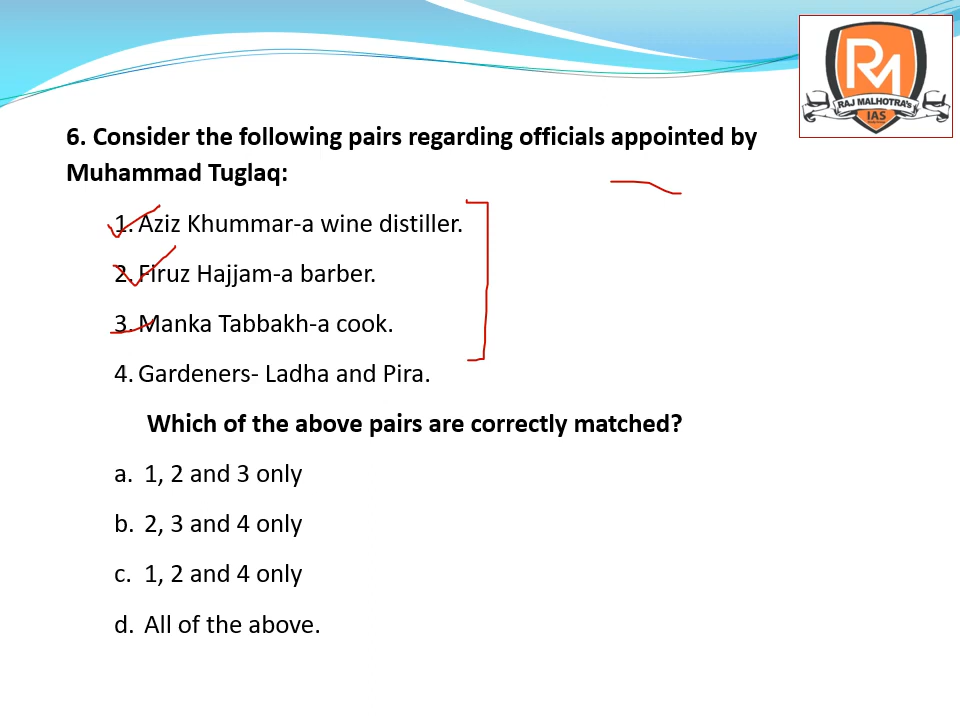 RM
RAJ MALHOTRA's
IAS
6. Consider the following pairs regarding officials appointed by
Muhammad Tuglaq:
1. Aziz Khummar-a wine distiller.
2. Firuz Hajjam-a barber.
3. Manka Tabbakh-a cook.
4. Gardeners- Ladha and Pira.
Which of the above pairs are correctly matched?
a. 1, 2 and 3 only
b. 2, 3 and 4 only
c. 1, 2 and 4 only
d. All of the above.